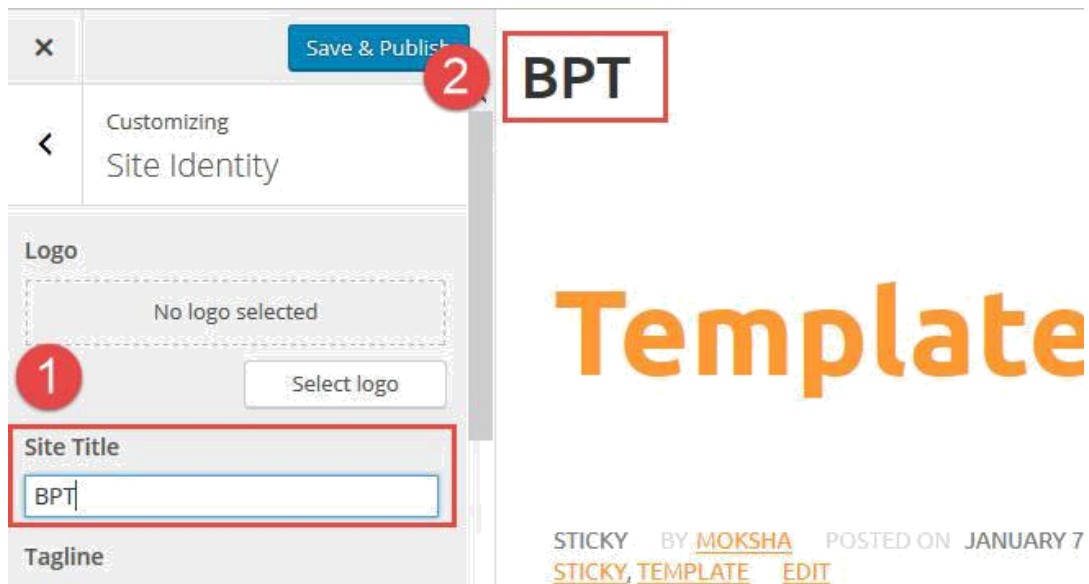 ×
Save & Publish
2
Customizing
Site Identity
Logo
No logo selected
1
Select logo
Site Title
BPT
Tagline
BPT
Template
STICKY BY MOKSHA POSTED ON JANUARY 7
STICKY, TEMPLATE EDIT